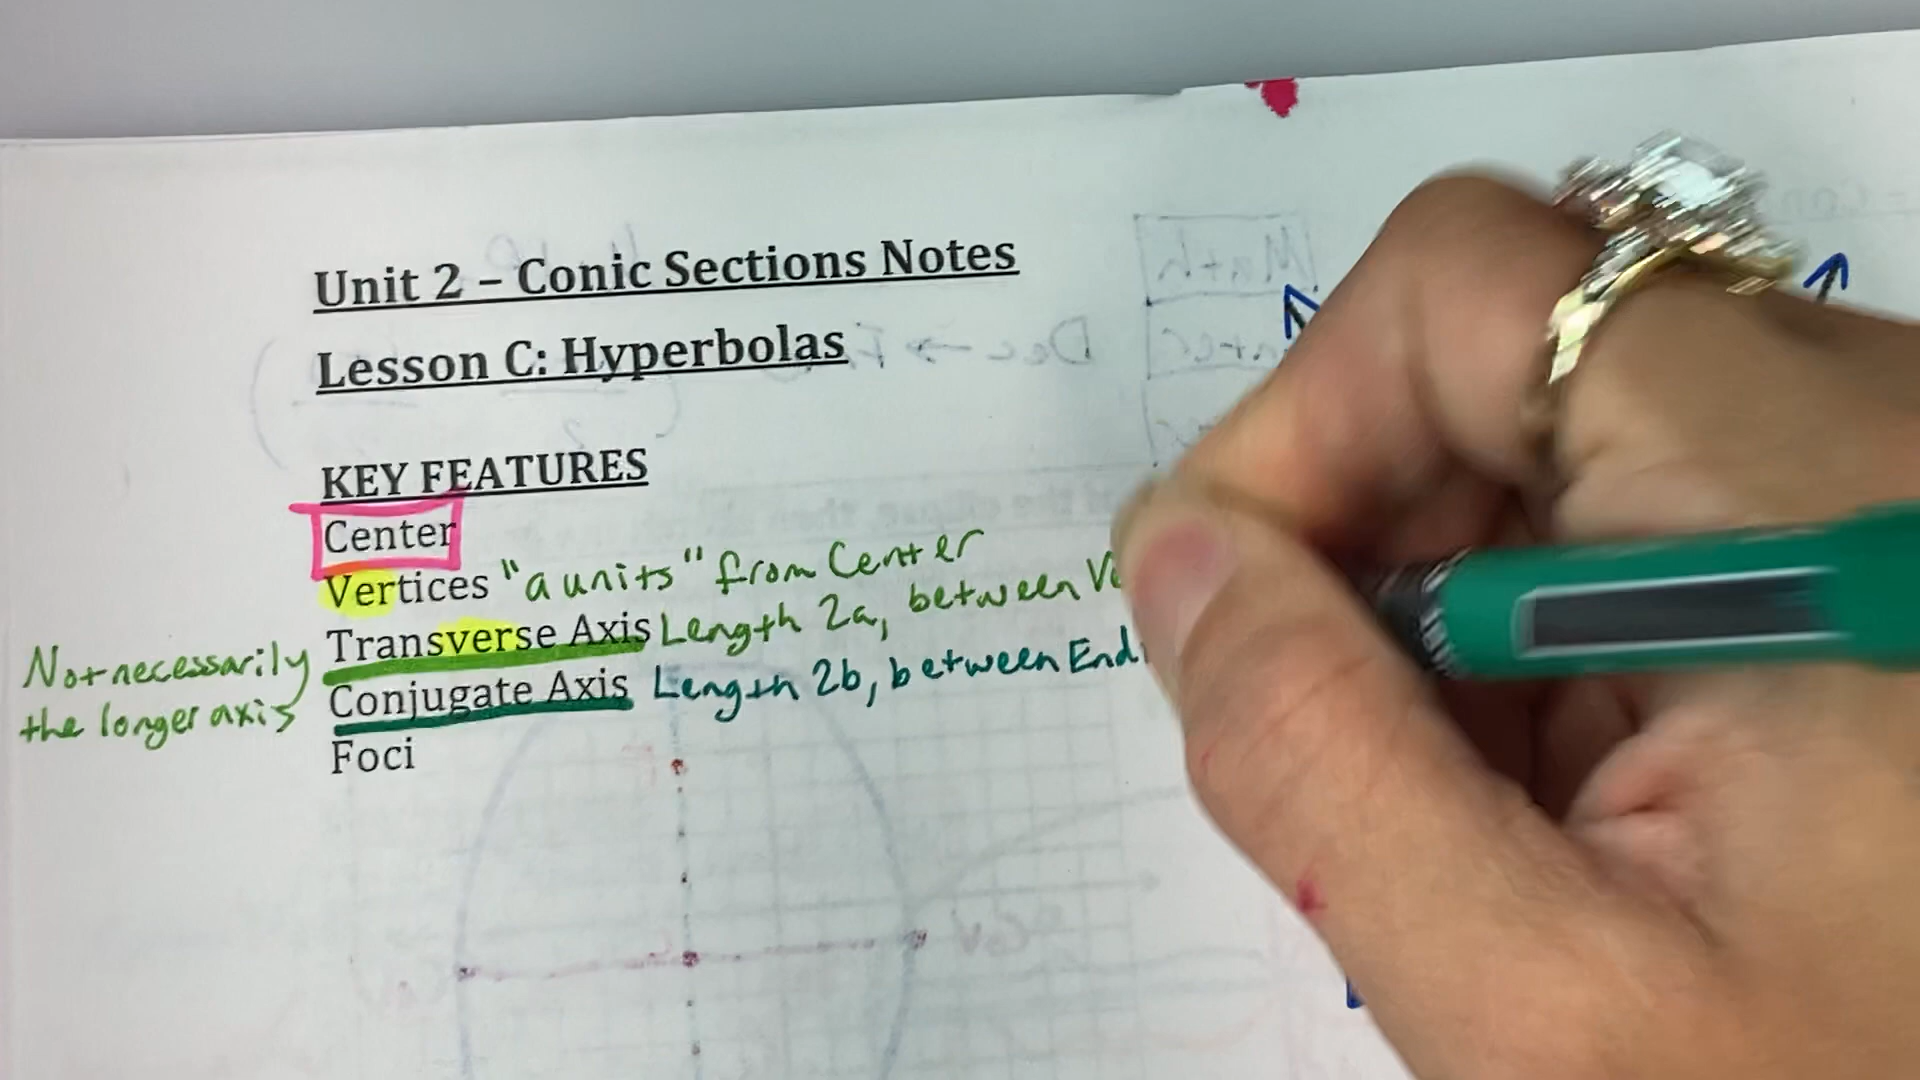 Unit 2 – Conic Sections Notes
Lesson C: Hyperbolas
KEY FEATURES
Center
Vertices "a units" from Center
Transverse Axis Length 2a, between
Conjugate Axis Length 2b, between
Foci
Not necessarily
the longer axis